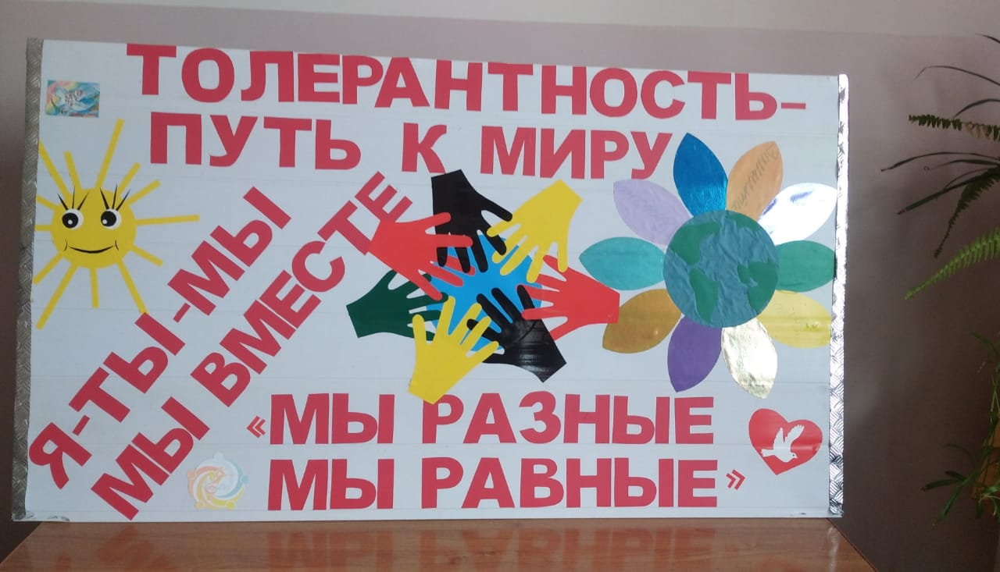 ТОЛЕРАНТНОСТЬ-
ПУТЬ К МИРУ
Я-ТЫ-МЫ
МЫ ВМЕСТЕ
«МЫ РАЗНЫЕ
МЫ РАВНЫЕ»